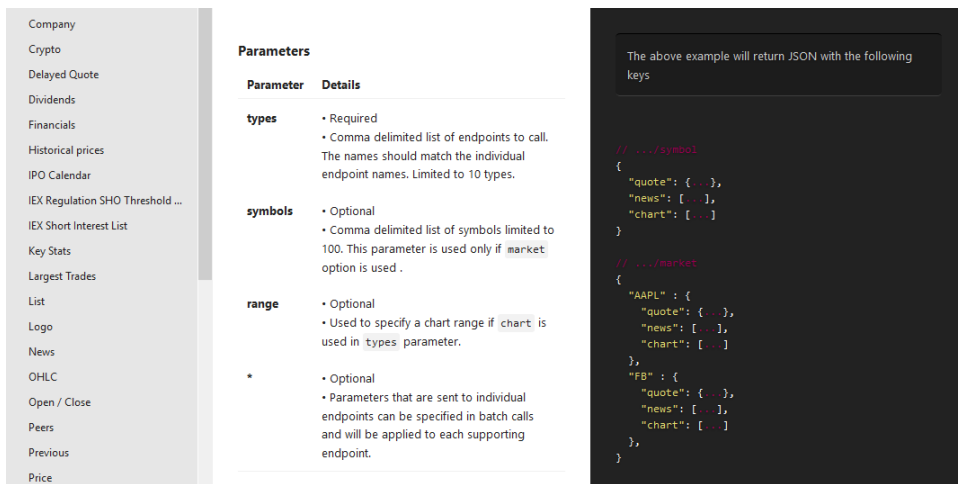 Company
Crypto
Delayed Quote
Dividends
Financials
Historical prices
IPO Calendar
IEX Regulation SHO Threshold ...
IEX Short Interest List
Key Stats
Largest Trades
List
Logo
News
OHLC
Open / Close
Peers
Previous
Price
Parameters
Parameter Details
types • Required
• Comma delimited list of endpoints to call.
The names should match the individual
endpoint names. Limited to 10 types.
symbols • Optional
• Comma delimited list of symbols limited to
100. This parameter is used only if market
option is used .
range • Optional
• Used to specify a chart range if chart is
used in types parameter.
* • Optional
• Parameters that are sent to individual
endpoints can be specified in batch calls
and will be applied to each supporting
endpoint.
The above example will return JSON with the following
keys
// .../symbol
{
"quote": {...},
"news": [...],
"chart": [...]
}
// .../market
{
"AAPL" : {
"quote": {...},
"news": [...],
"chart": [...]
},
"FB" : {
"quote": {...},
"news": [...],
"chart": [...]
},
}